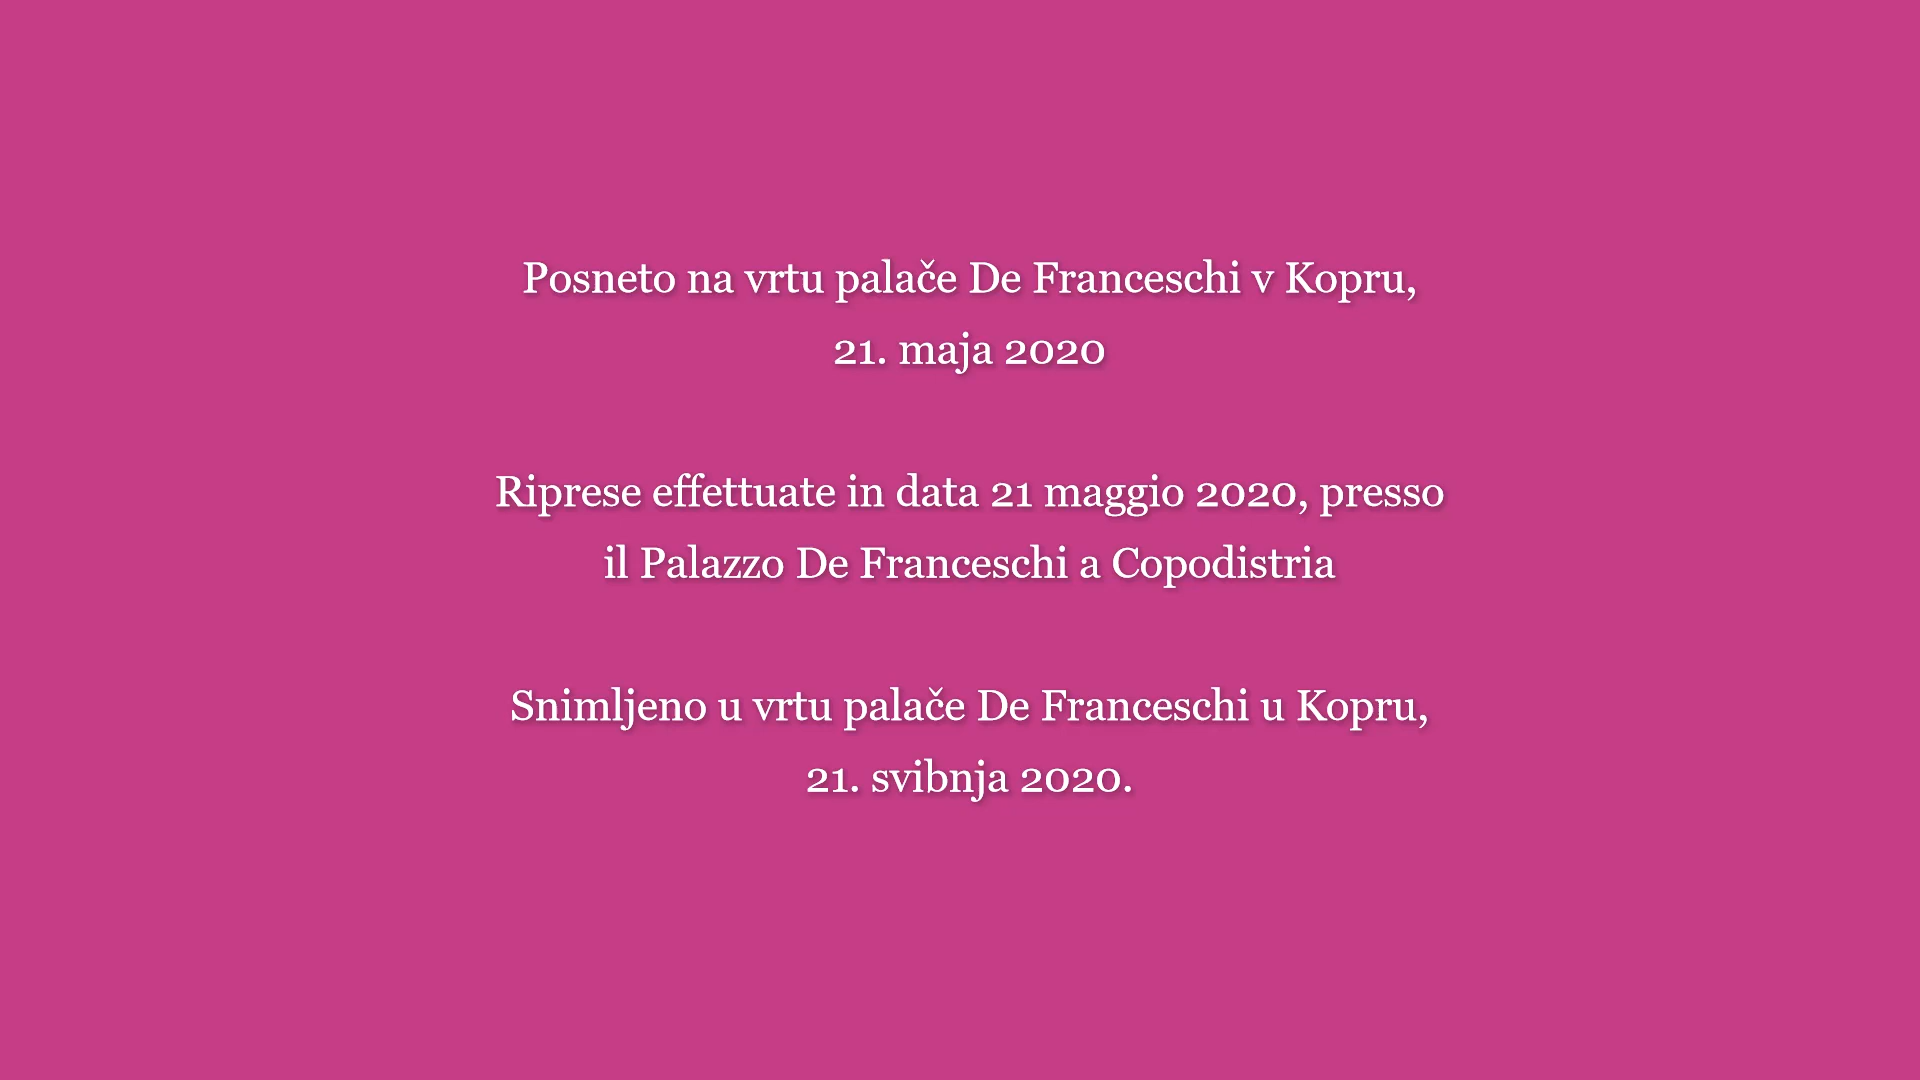 Posneto na vrtu palače De Franceschi v Kopru,
21. maja 2020
Riprese effettuate in data 21 maggio 2020, presso
il Palazzo De Franceschi a Copodistria
Snimljeno u vrtu palače De Franceschi u Kopru,
21. svibnja 2020.